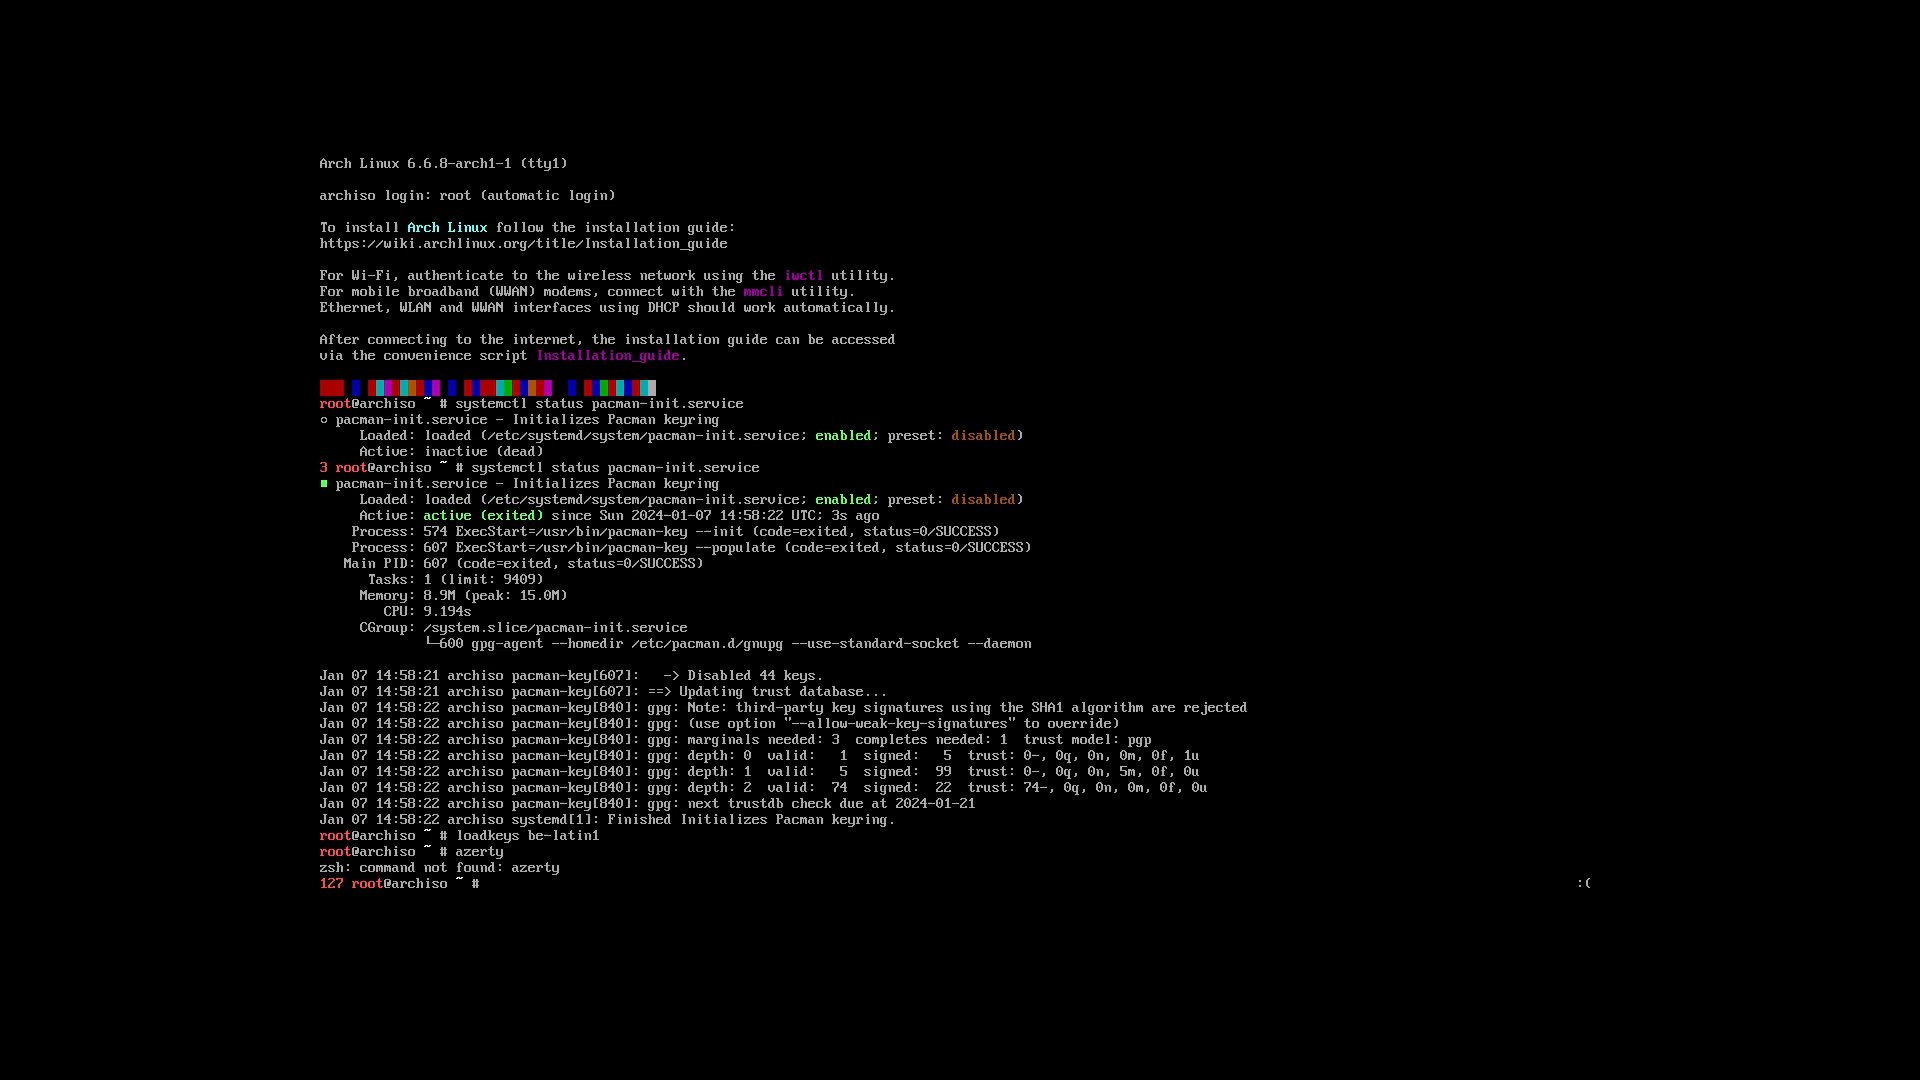 Arch Linux 6.6.8-arch1-1 (tty1)
archiso login: root (automatic login)
To install Arch Linux follow the installation guide:
https://wiki.archlinux.org/title/Installation_guide
For Wi-Fi, authenticate to the wireless network using the iwctl utility.
For mobile broadband (WWAN) modems, connect with the mmcli utility.
Ethernet, WLAN and WWAN interfaces using DHCP should work automatically.
After connecting to the internet, the installation guide can be accessed
via the convenience script Installation_guide.
root@archiso ~ # systemctl status pacman-init.service
○ pacman-init.service - Initializes Pacman keyring
     Loaded: loaded (/etc/systemd/system/pacman-init.service; enabled; preset: disabled)
     Active: inactive (dead)
3 root@archiso ~ # systemctl status pacman-init.service
■ pacman-init.service - Initializes Pacman keyring
     Loaded: loaded (/etc/systemd/system/pacman-init.service; enabled; preset: disabled)
     Active: active (exited) since Sun 2024-01-07 14:58:22 UTC; 3s ago
    Process: 574 ExecStart=/usr/bin/pacman-key --init (code=exited, status=0/SUCCESS)
    Process: 607 ExecStart=/usr/bin/pacman-key --populate (code=exited, status=0/SUCCESS)
   Main PID: 607 (code=exited, status=0/SUCCESS)
      Tasks: 1 (limit: 9409)
     Memory: 8.9M (peak: 15.0M)
        CPU: 9.194s
     CGroup: /system.slice/pacman-init.service
             └─600 gpg-agent --homedir /etc/pacman.d/gnupg --use-standard-socket --daemon
Jan 07 14:58:21 archiso pacman-key[607]:   -> Disabled 44 keys.
Jan 07 14:58:21 archiso pacman-key[607]: ==> Updating trust database...
Jan 07 14:58:22 archiso pacman-key[840]: gpg: Note: third-party key signatures using the SHA1 algorithm are rejected
Jan 07 14:58:22 archiso pacman-key[840]: gpg: (use option "--allow-weak-key-signatures" to override)
Jan 07 14:58:22 archiso pacman-key[840]: gpg: marginals needed: 3  completes needed: 1  trust model: pgp
Jan 07 14:58:22 archiso pacman-key[840]: gpg: depth: 0  valid:   1  signed:   5  trust: 0-, 0q, 0n, 0m, 0f, 1u
Jan 07 14:58:22 archiso pacman-key[840]: gpg: depth: 1  valid:   5  signed:  99  trust: 0-, 0q, 0n, 5m, 0f, 0u
Jan 07 14:58:22 archiso pacman-key[840]: gpg: depth: 2  valid:  74  signed:  22  trust: 74-, 0q, 0n, 0m, 0f, 0u
Jan 07 14:58:22 archiso pacman-key[840]: gpg: next trustdb check due at 2024-01-21
Jan 07 14:58:22 archiso systemd[1]: Finished Initializes Pacman keyring.
root@archiso ~ # loadkeys be-latin1
root@archiso ~ # azerty
zsh: command not found: azerty
127 root@archiso ~ # :(